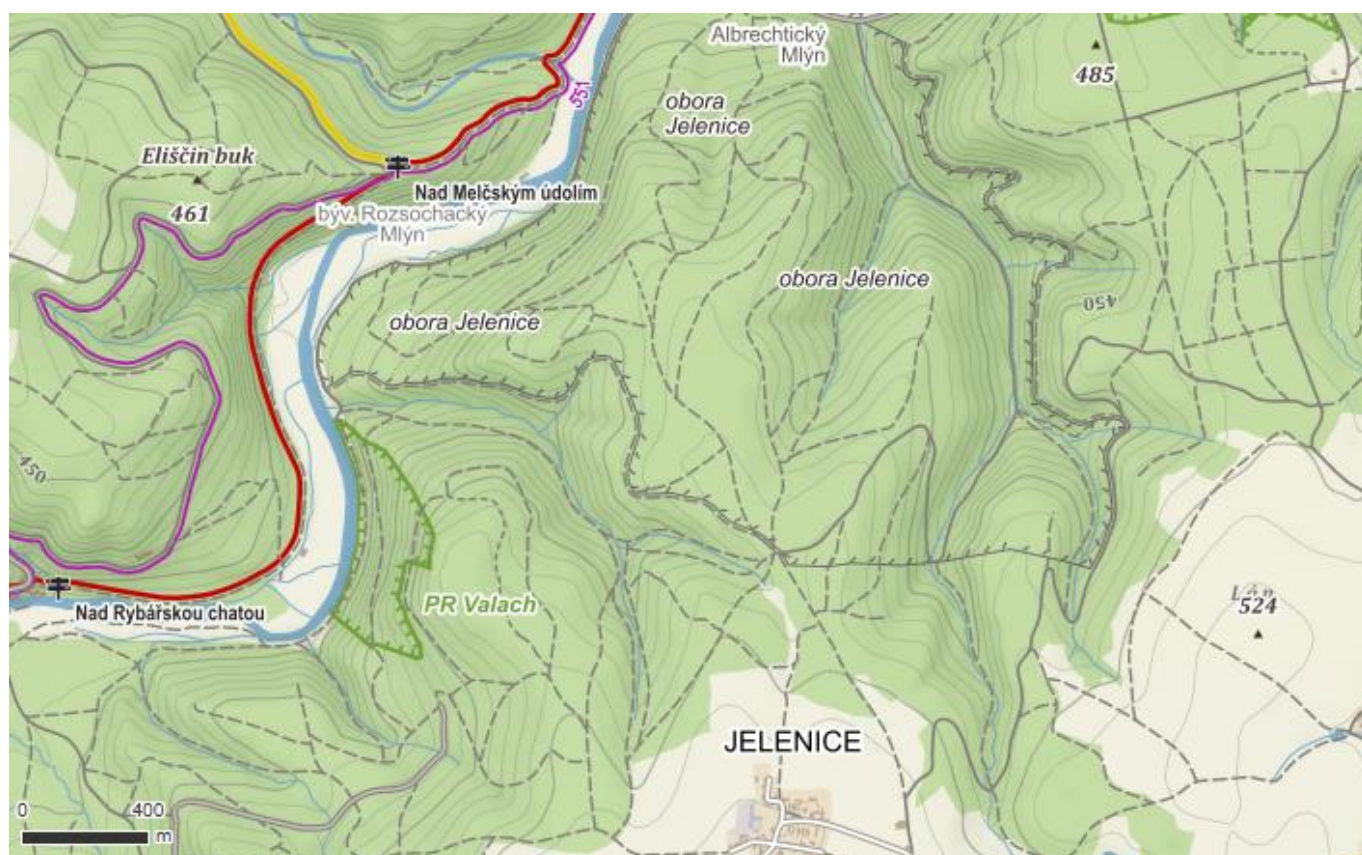 Albrechtický
Mlýn
485
551
obora
Jelenice
Eliščin buk
461
Nad Melčským údolím
býv. Rozsochacký
Mlýn
obora Jelenice
450
obora Jelenice
450
Nad Rybářskou chatou
PR Valach
524
JELENICE
0
400
m